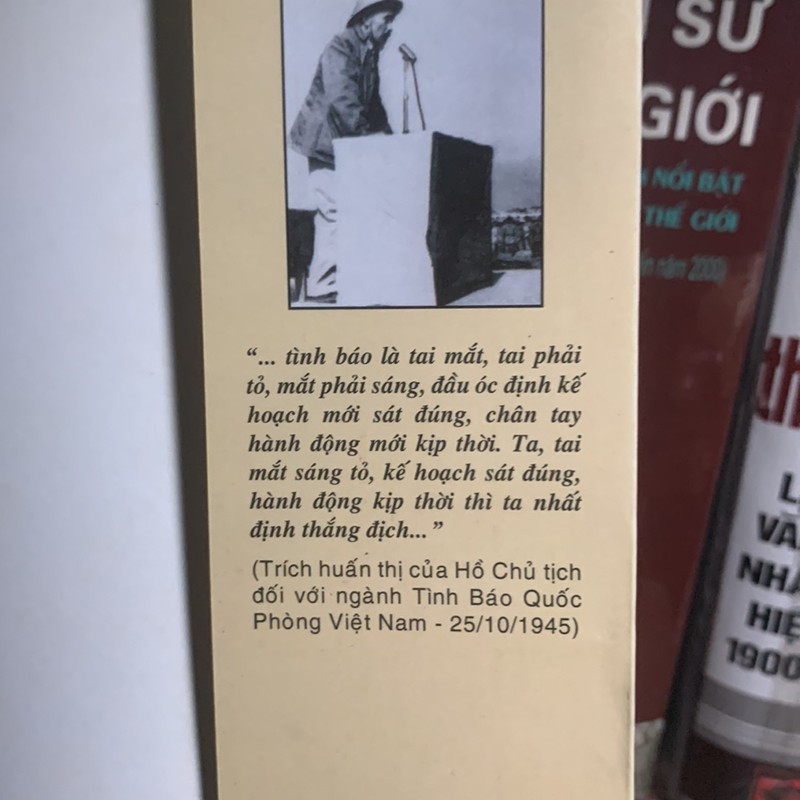 “... tình báo là tai mắt, tai phải
tỏ, mắt phải sáng, đầu óc định kế
hoạch mới sát đúng, chân tay
hành động mới kịp thời. Ta, tai
mắt sáng tỏ, kế hoạch sát đúng,
hành động kịp thời thì ta nhất
định thắng địch... ”
(Trích huấn thị của Hồ Chủ tịch
đối với ngành Tình Báo Quốc
Phòng Việt Nam - 25/10/1945)
SỬ
GIỚI
NỔI BẬT
THẾ GIỚI
năm 2000)
th
VĂ
NHÂ
HIỆ
1900